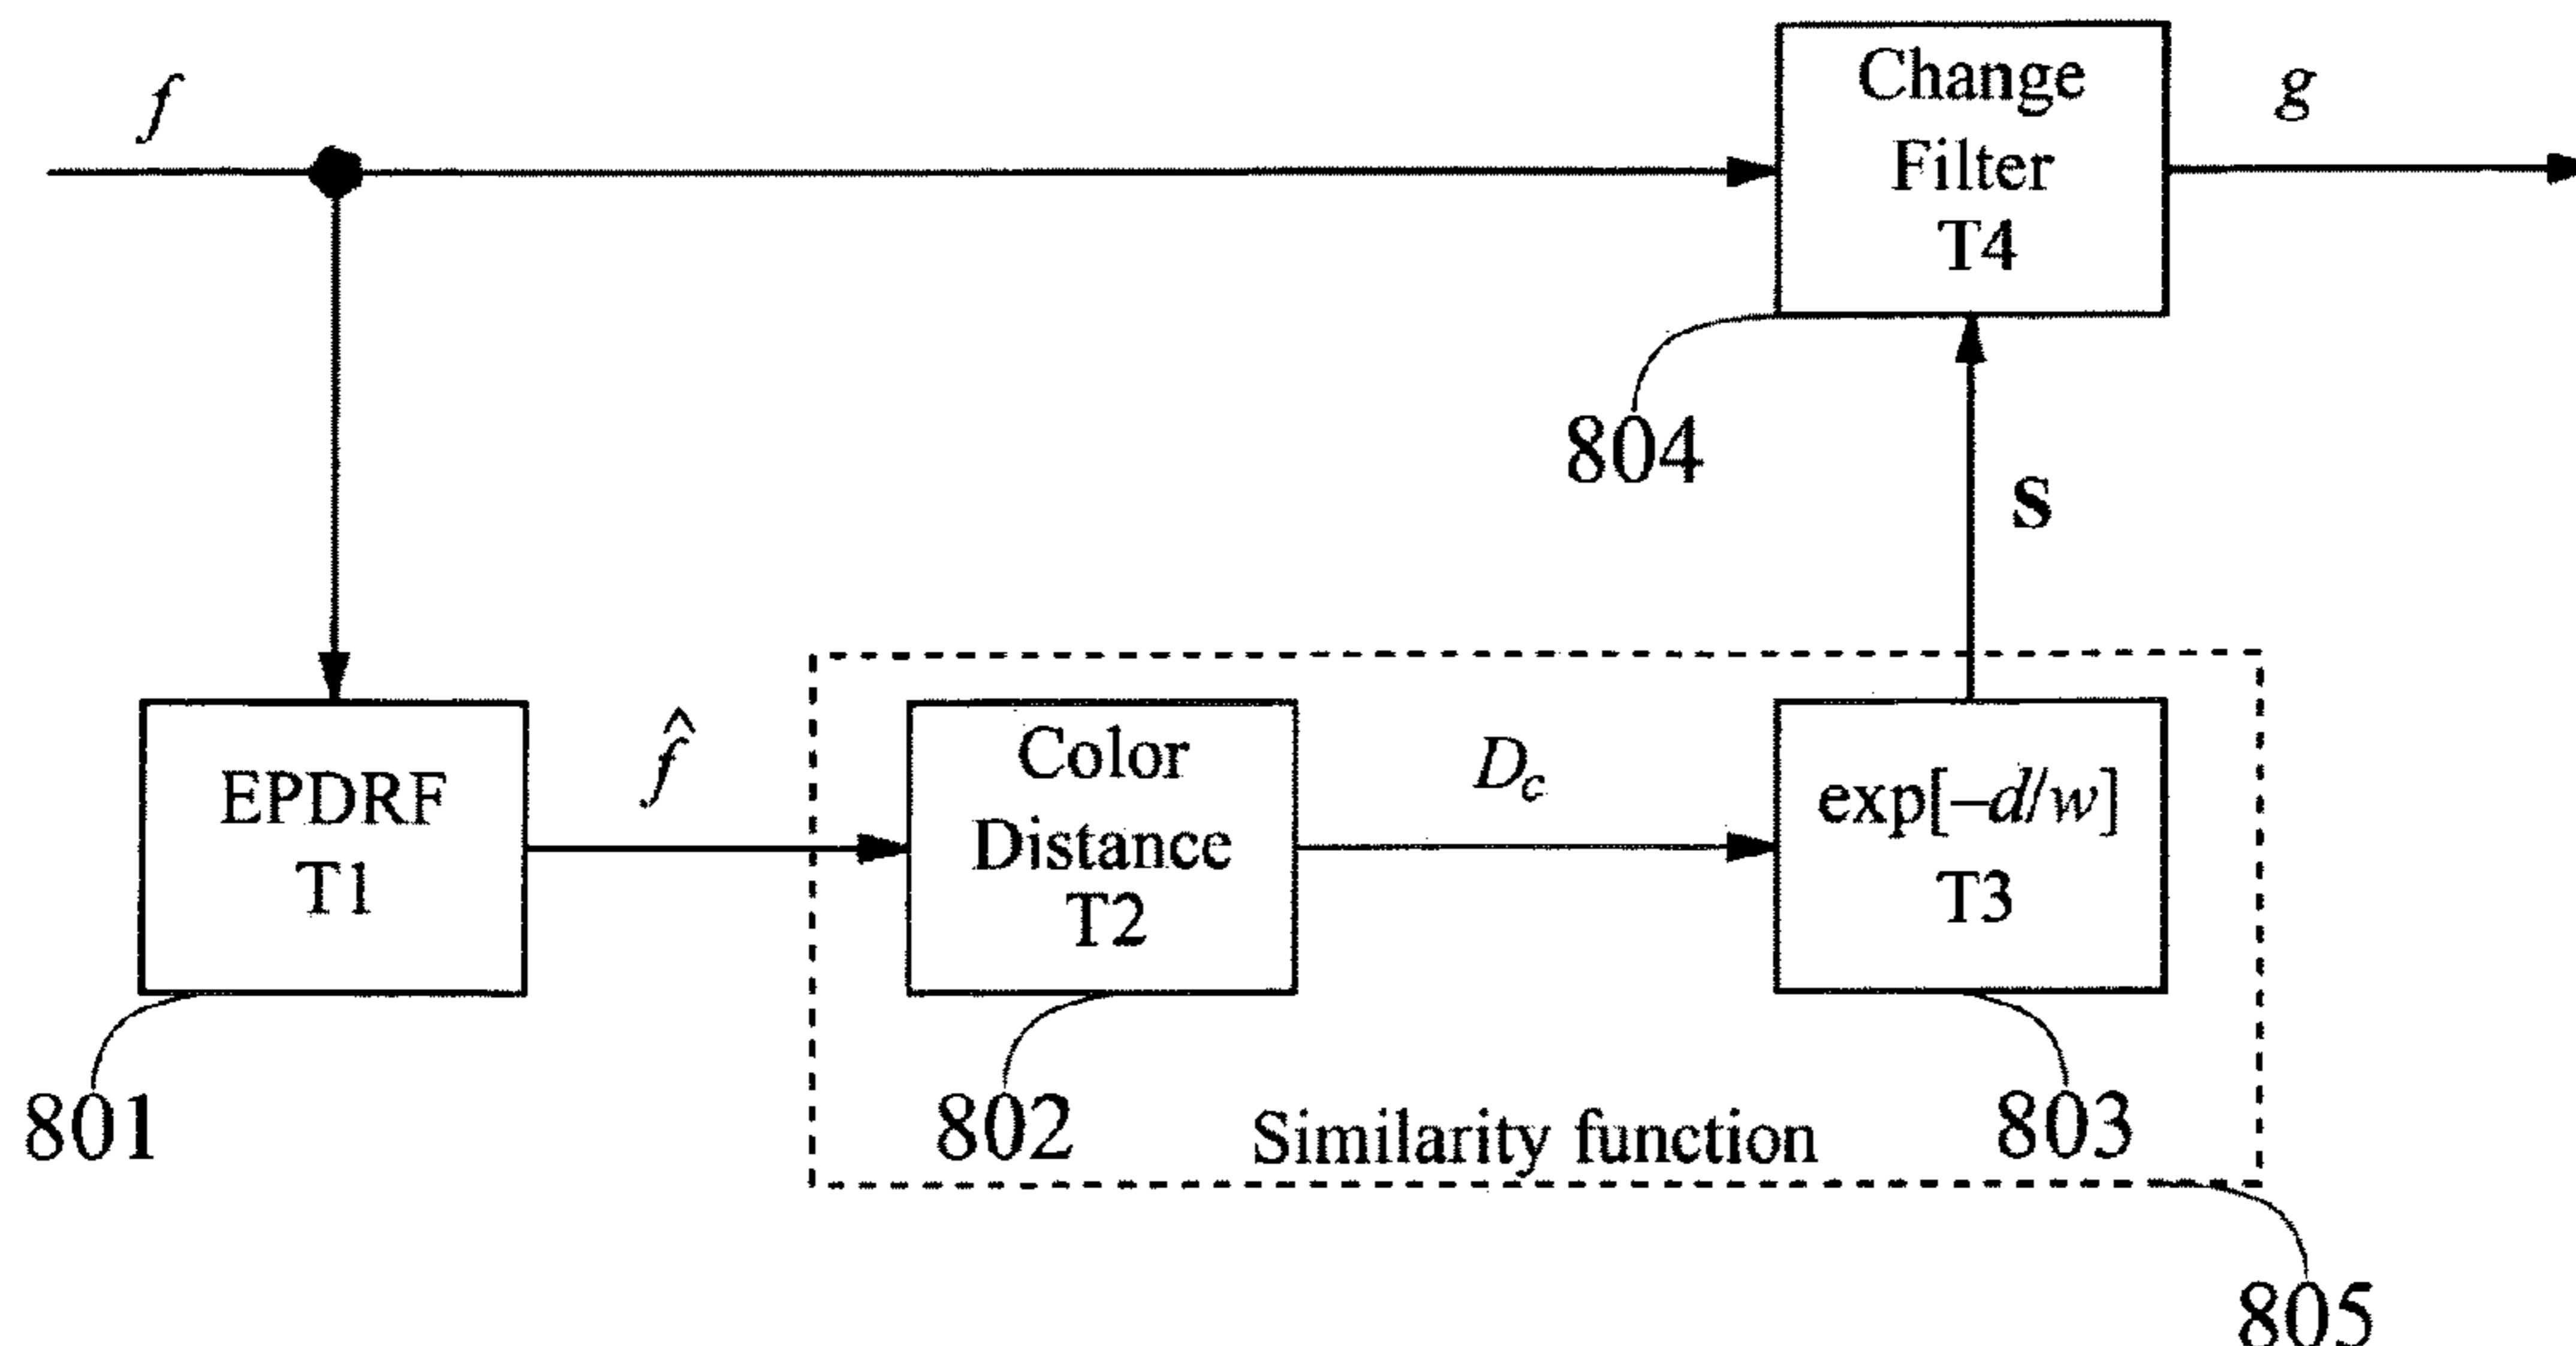 f
Change
Filter
T4
g
804
s
EPDRF
T1
f̂
Color
Distance
T2
D_c
exp[–d/w]
T3
801
802
Similarity function
803
805